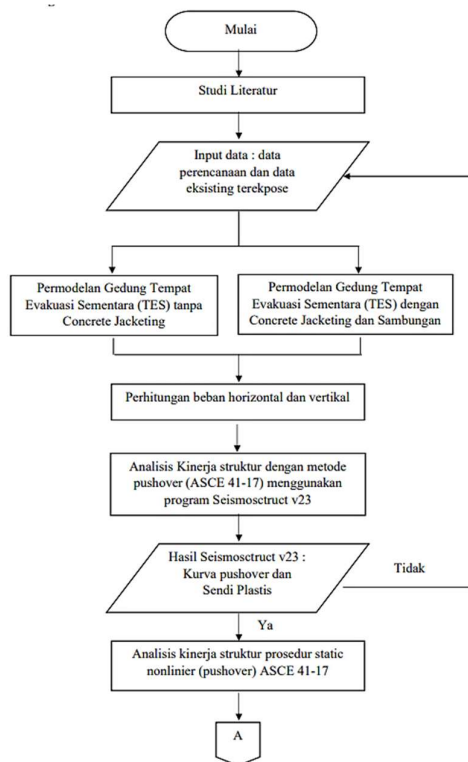 Mulai
Studi Literatur
Input data : data
perencanaan dan data
eksisting terekpose
Permodelan Gedung Tempat
Evakuasi Sementara (TES) tanpa
Concrete Jacketing
Permodelan Gedung Tempat
Evakuasi Sementara (TES) dengan
Concrete Jacketing dan Sambungan
Perhitungan beban horizontal dan vertikal
Analisis Kinerja struktur dengan metode
pushover (ASCE 41-17) menggunakan
program Seismosctruct v23
Hasil Seismosctruct v23 :
Kurva pushover dan
Sendi Plastis
Tidak
Ya
Analisis kinerja struktur prosedur static
nonlinier (pushover) ASCE 41-17
A